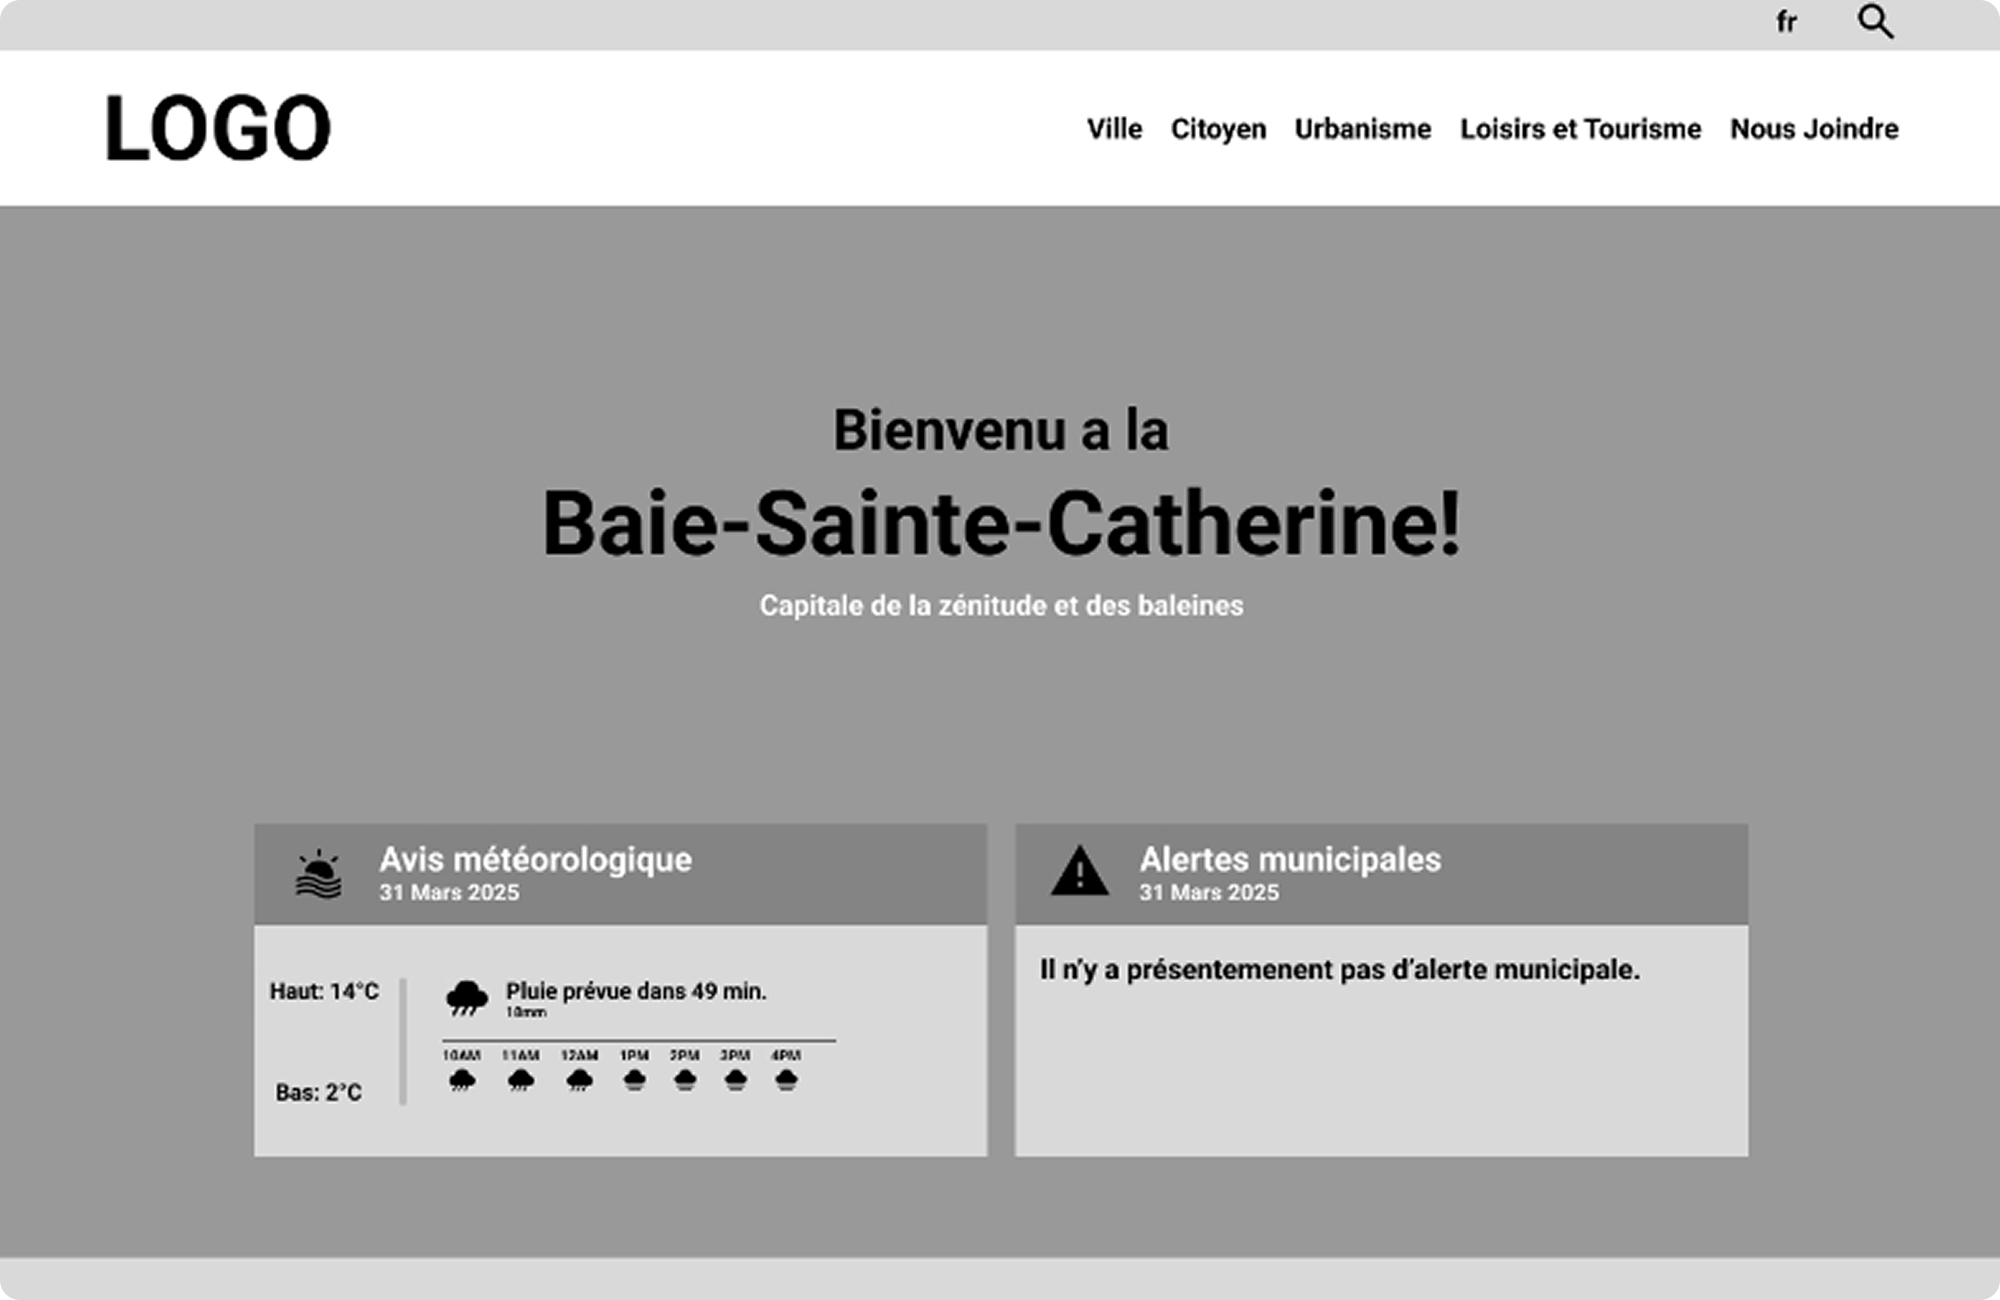 fr
LOGO
Ville Citoyen Urbanisme Loisirs et Tourisme Nous Joindre
Bienvenu a la
Baie-Sainte-Catherine!
Capitale de la zénitude et des baleines
Avis météorologique
31 Mars 2025
Haut: 14°C
Bas: 2°C
Pluie prévue dans 49 min.
10mm
10AM 11AM 12AM 1PM 2PM 3PM 4PM
Alertes municipales
31 Mars 2025
Il n’y a présentemenent pas d’alerte municipale.